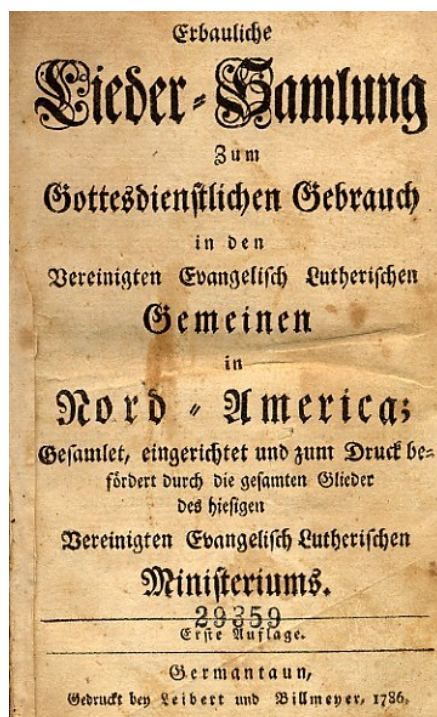 Erbauliche
Lieder-Samlung
Zum
Gottesdienstlichen Gebrauch
in den
Vereinigten Evangelisch Lutherischen
Gemeinen
in
Nord-America;
Gesamlet, eingerichtet und zum Druck be-
fördert durch die gesamten Glieder
des hiesigen
Vereinigten Evangelisch Lutherischen
Ministeriums.
29359
Erste Auflage.
Germantaun,
Gedruckt bey Leibert und Billmeyer, 1786.